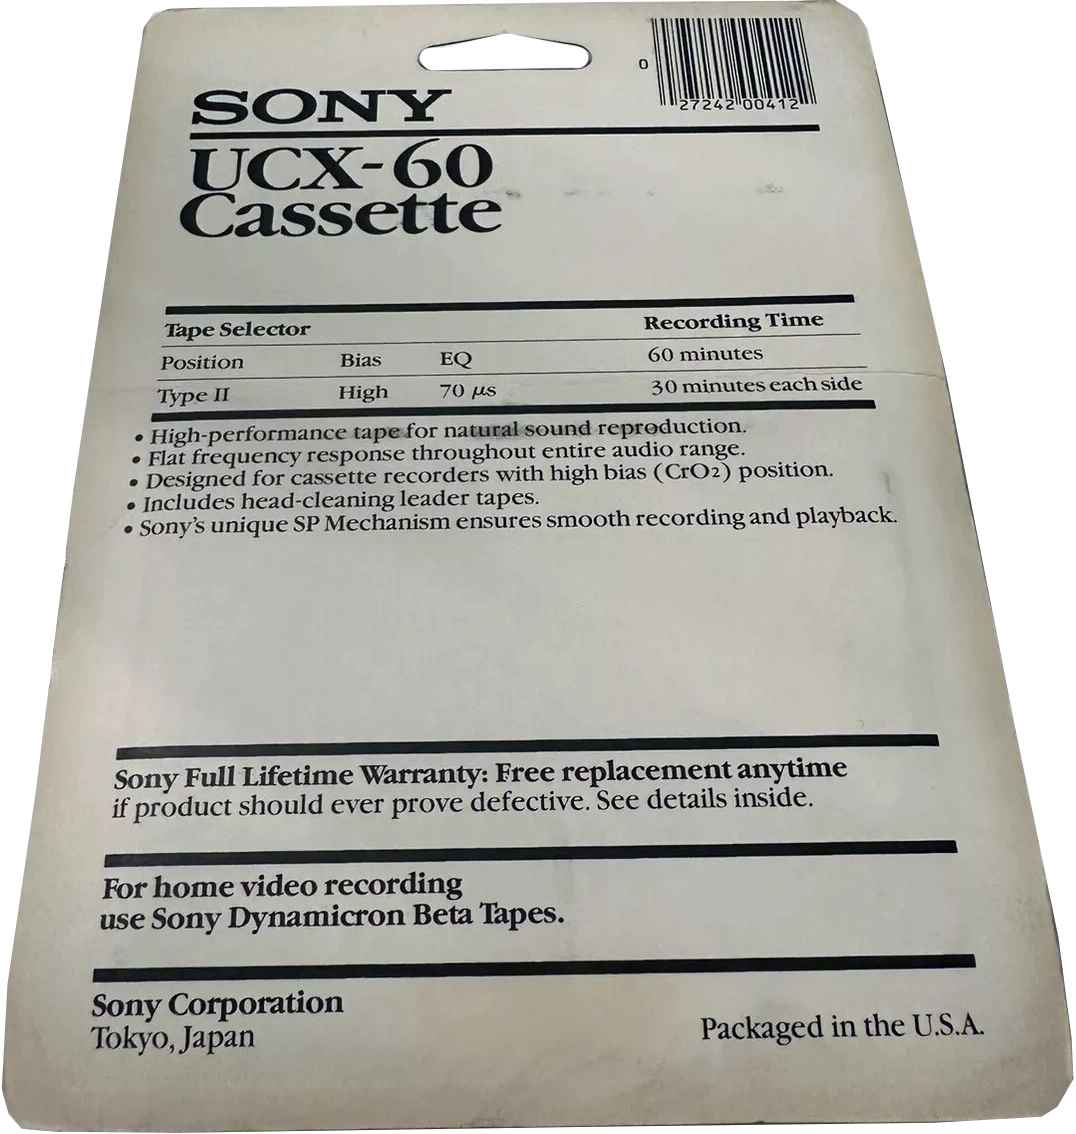 SONY
0 27242 00412
UCX-60
Cassette
Tape Selector Recording Time
Position Bias EQ 60 minutes
Type II High 70 μs 30 minutes each side
• High-performance tape for natural sound reproduction.
• Flat frequency response throughout entire audio range.
• Designed for cassette recorders with high bias (CrO2) position.
• Includes head-cleaning leader tapes.
• Sony's unique SP Mechanism ensures smooth recording and playback.
Sony Full Lifetime Warranty: Free replacement anytime
if product should ever prove defective. See details inside.
For home video recording
use Sony Dynamicron Beta Tapes.
Sony Corporation
Tokyo, Japan
Packaged in the U.S.A.